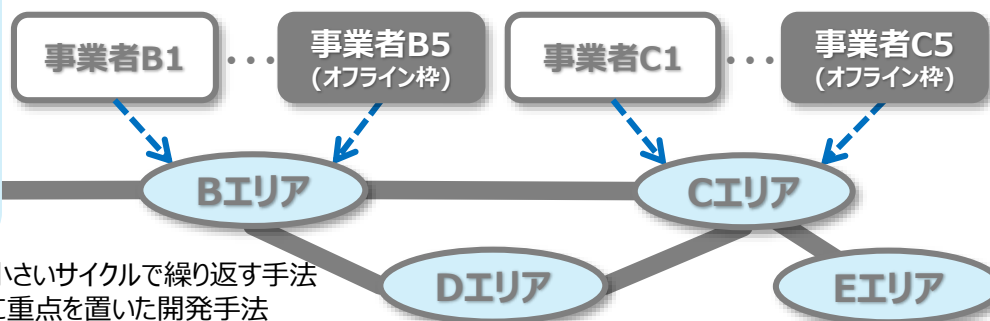 事業者B1
・・・
事業者B5
(オフライン枠)
事業者C1
・・・
事業者C5
(オフライン枠)
Bエリア
Cエリア
Dエリア
Eエリア
さいサイクルで繰り返す手法
重点を置いた開発手法